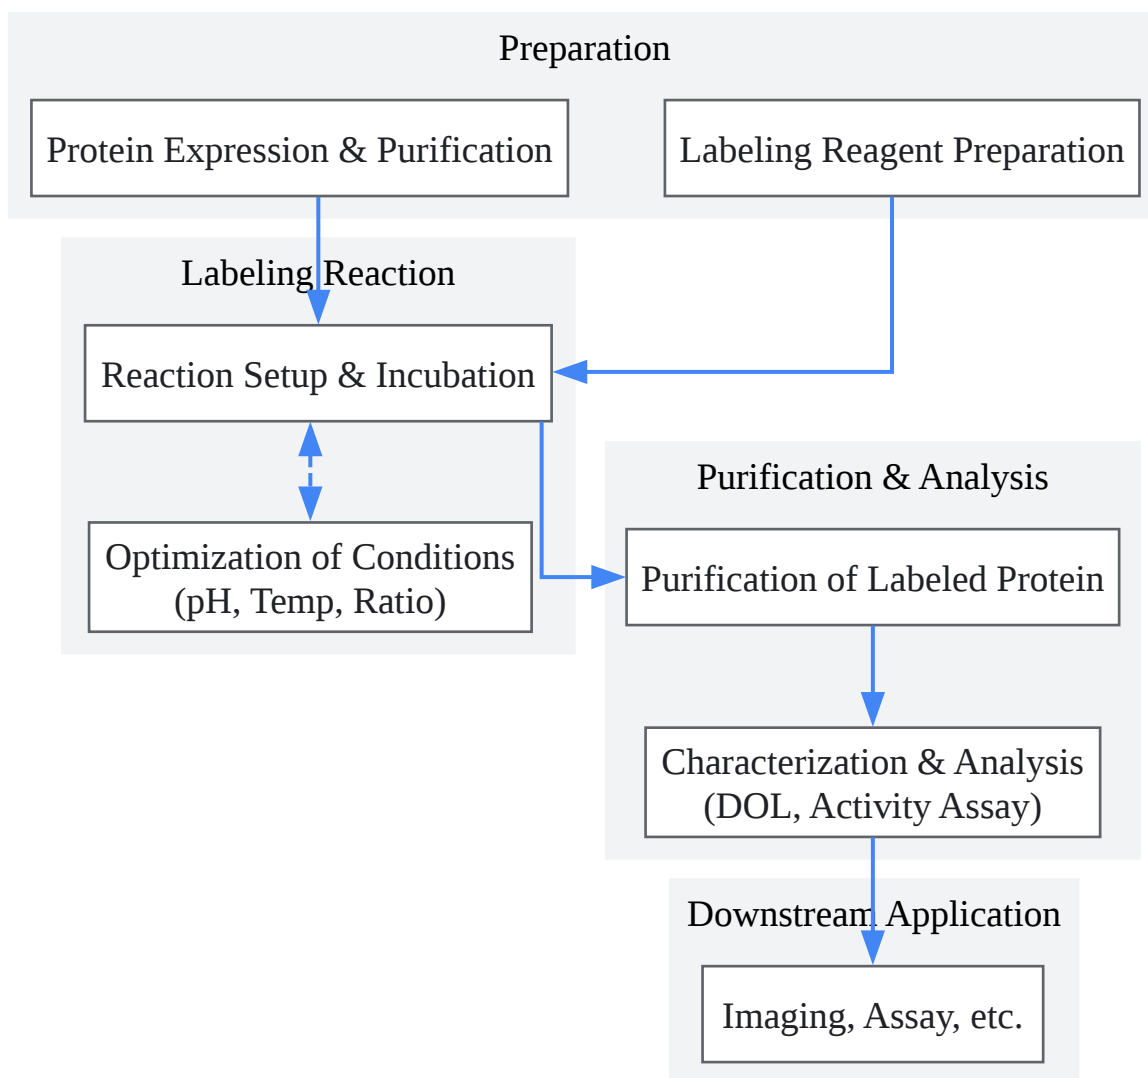 Preparation
Protein Expression & Purification
Labeling Reagent Preparation
Labeling Reaction
Reaction Setup & Incubation
Optimization of Conditions
(pH, Temp, Ratio)
Purification & Analysis
Purification of Labeled Protein
Characterization & Analysis
(DOL, Activity Assay)
Downstream Application
Imaging, Assay, etc.